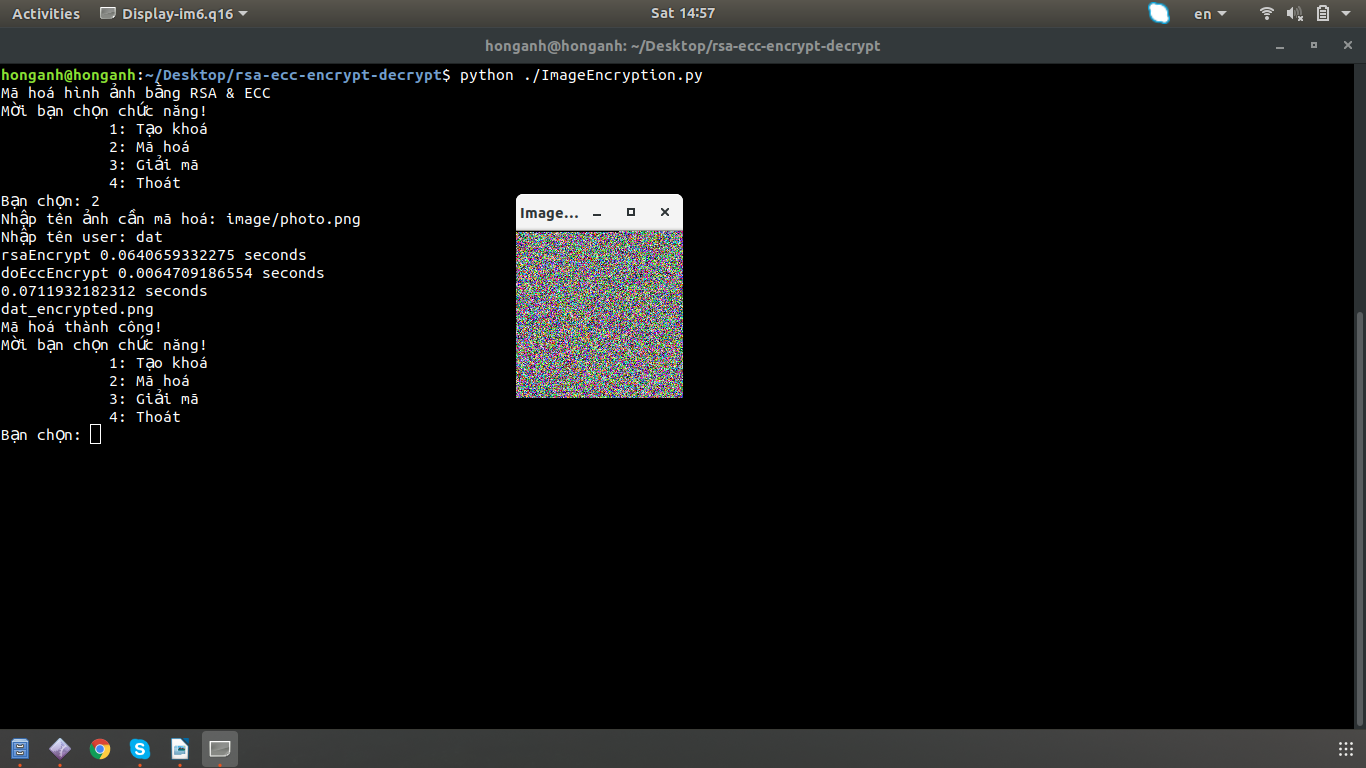 Activities Display-im6.q16 Sat 14:57 en
honganh@honganh: ~/Desktop/rsa-ecc-encrypt-decrypt
honganh@honganh:~/Desktop/rsa-ecc-encrypt-decrypt$ python ./ImageEncryption.py
Mã hoá hình ảnh bằng RSA & ECC
Mời bạn chọn chức năng!
1: Tạo khoá
2: Mã hoá
3: Giải mã
4: Thoát
Bạn chọn: 2
Nhập tên ảnh cần mã hoá: image/photo.png
Nhập tên user: dat
rsaEncrypt 0.0640659332275 seconds
doEccEncrypt 0.0064709186554 seconds
0.0711932182312 seconds
dat_encrypted.png
Mã hoá thành công!
Mời bạn chọn chức năng!
1: Tạo khoá
2: Mã hoá
3: Giải mã
4: Thoát
Bạn chọn:
Image...